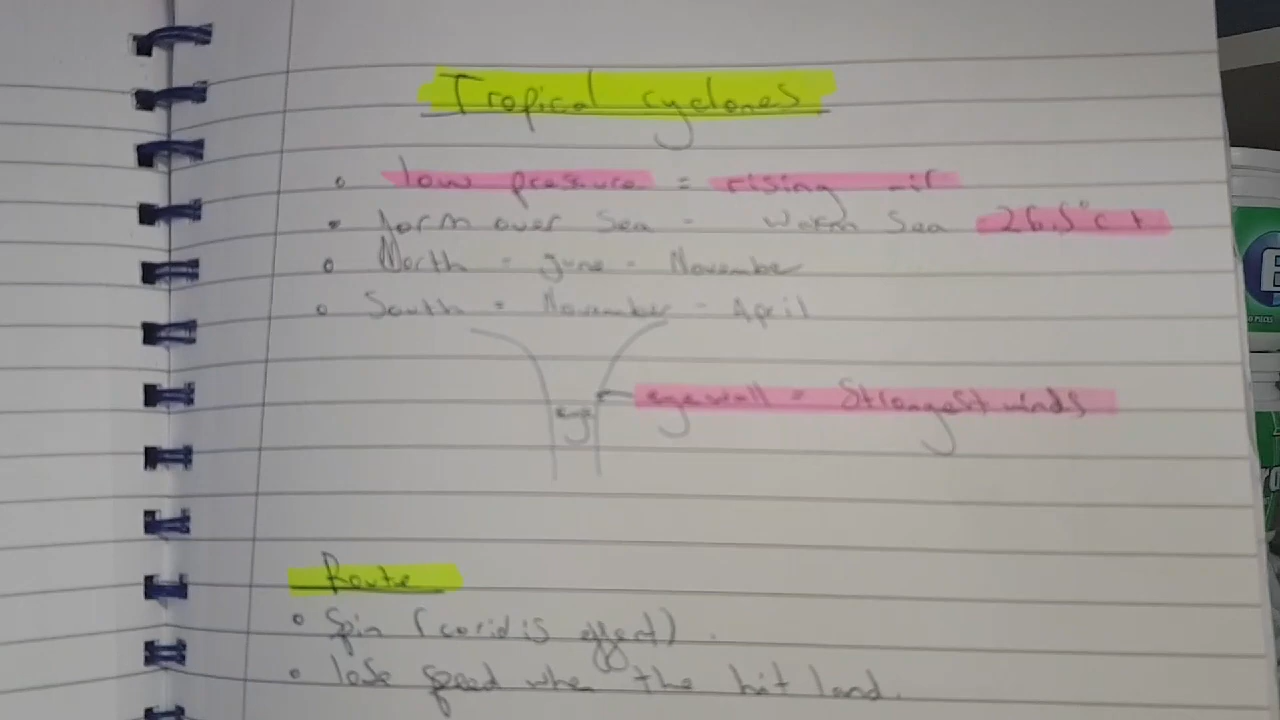 Tropical cyclones
• low pressure = rising air
• form over Sea - Warm Sea 26.5°C +
• North = June - November
• South = November - April
eye
eyewall = Strongest winds
Route
• Spin (coriolis effect).
• lose speed when the hit land.